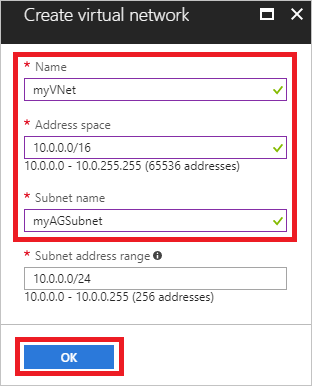 Create virtual network
* Name
myVNet
* Address space
10.0.0.0/16
10.0.0.0 - 10.0.255.255 (65536 addresses)
* Subnet name
myAGSubnet
* Subnet address range
10.0.0.0/24
10.0.0.0 - 10.0.0.255 (256 addresses)
OK